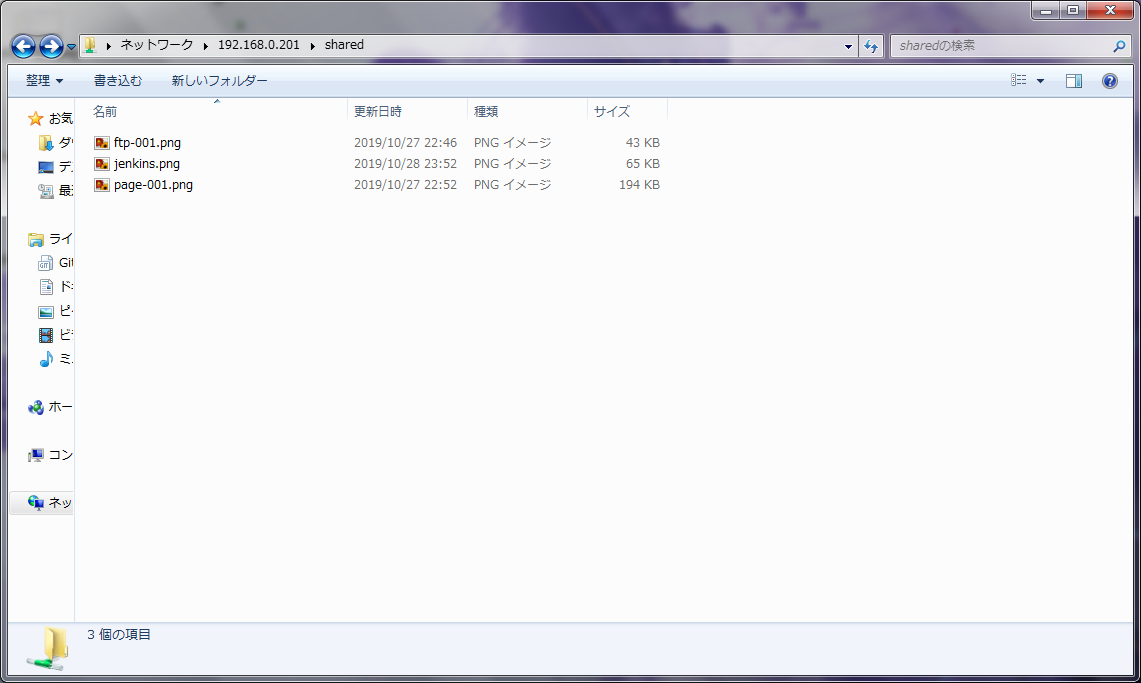 ネットワーク 192.168.0.201 shared
sharedの検索
整理 書き込む 新しいフォルダー
名前 更新日時 種類 サイズ
ftp-001.png 2019/10/27 22:46 PNG イメージ 43 KB
jenkins.png 2019/10/28 23:52 PNG イメージ 65 KB
page-001.png 2019/10/27 22:52 PNG イメージ 194 KB
お気
ダ
デ
最
ライ
Git
ド
ピ
ビ
ミ
ホー
コン
ネッ
3 個の項目